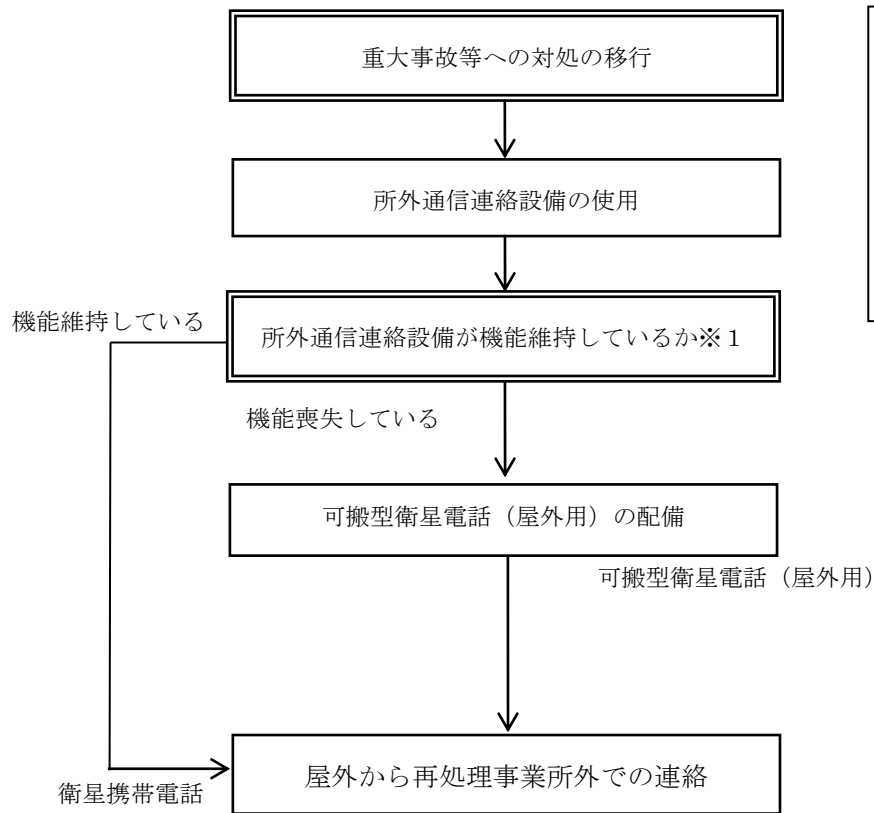 重大事故等への対処の移行
所外通信連絡設備の使用
機能維持している
所外通信連絡設備が機能維持しているか※１
機能喪失している
可搬型衛星電話（屋外用）の配備
可搬型衛星電話（屋外用）
屋外から再処理事業所外での連絡
衛星携帯電話